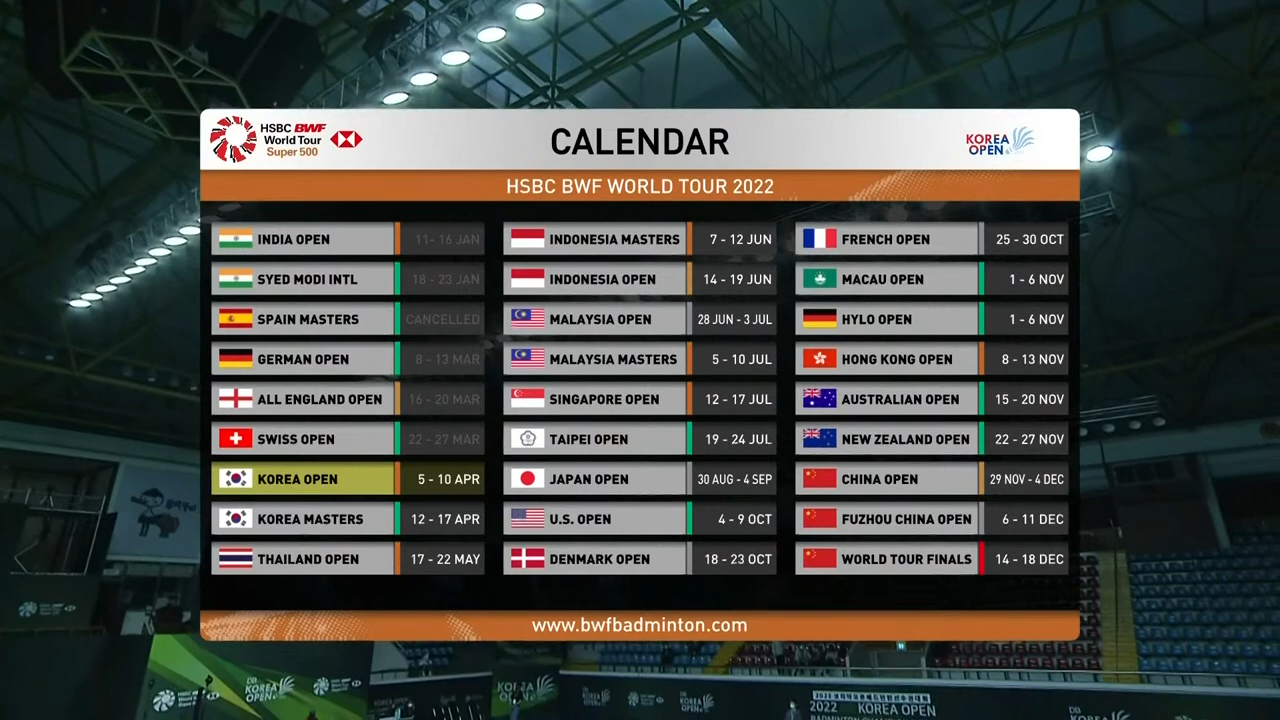 HSBC BWF
World Tour
Super 500
CALENDAR
KOREA
OPEN
HSBC BWF WORLD TOUR 2022
INDIA OPEN 11- 16 JAN
SYED MODI INTL 18 - 23 JAN
SPAIN MASTERS CANCELLED
GERMAN OPEN 8 - 13 MAR
ALL ENGLAND OPEN 16 - 20 MAR
SWISS OPEN 22 - 27 MAR
KOREA OPEN 5 - 10 APR
KOREA MASTERS 12 - 17 APR
THAILAND OPEN 17 - 22 MAY
INDONESIA MASTERS 7 - 12 JUN
INDONESIA OPEN 14 - 19 JUN
MALAYSIA OPEN 28 JUN - 3 JUL
MALAYSIA MASTERS 5 - 10 JUL
SINGAPORE OPEN 12 - 17 JUL
TAIPEI OPEN 19 - 24 JUL
JAPAN OPEN 30 AUG - 4 SEP
U.S. OPEN 4 - 9 OCT
DENMARK OPEN 18 - 23 OCT
FRENCH OPEN 25 - 30 OCT
MACAU OPEN 1 - 6 NOV
HYLO OPEN 1 - 6 NOV
HONG KONG OPEN 8 - 13 NOV
AUSTRALIAN OPEN 15 - 20 NOV
NEW ZEALAND OPEN 22 - 27 NOV
CHINA OPEN 29 NOV - 4 DEC
FUZHOU CHINA OPEN 6 - 11 DEC
WORLD TOUR FINALS 14 - 18 DEC
www.bwfbadminton.com
KOREA
OPEN
2022 KOREA OPEN